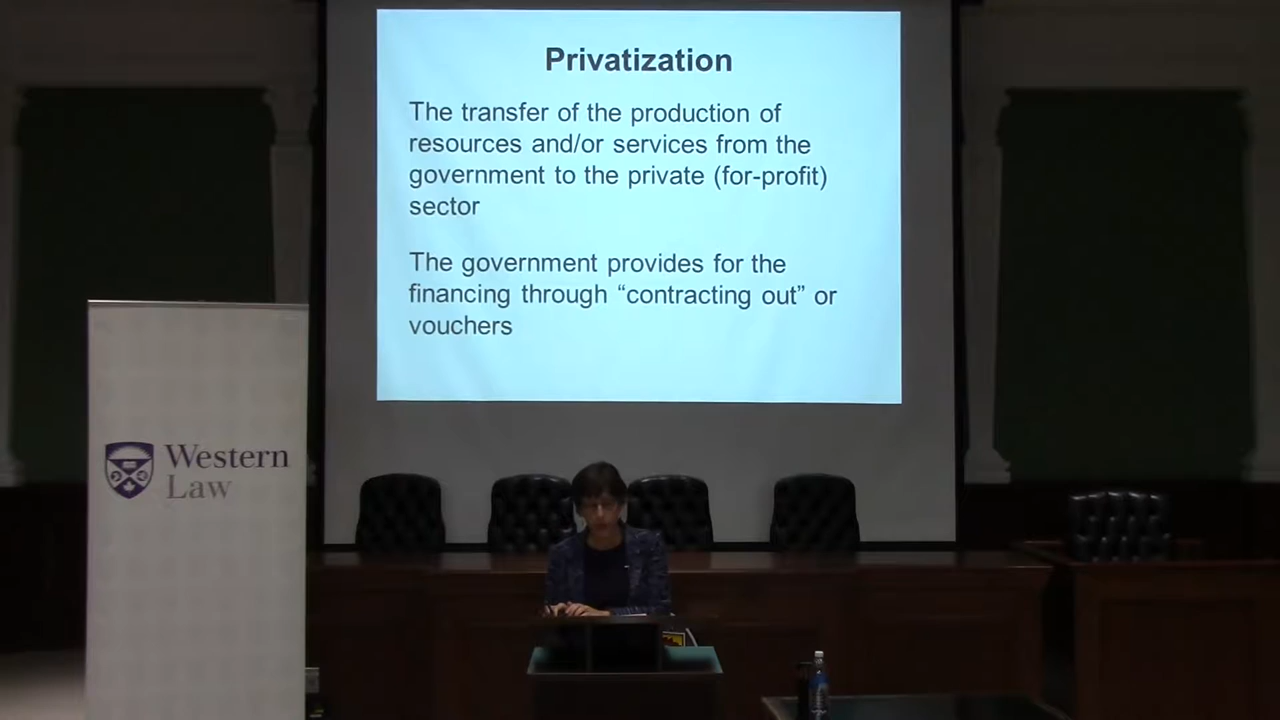 Privatization
The transfer of the production of
resources and/or services from the
government to the private (for-profit)
sector
The government provides for the
financing through “contracting out” or
vouchers
Western
Law